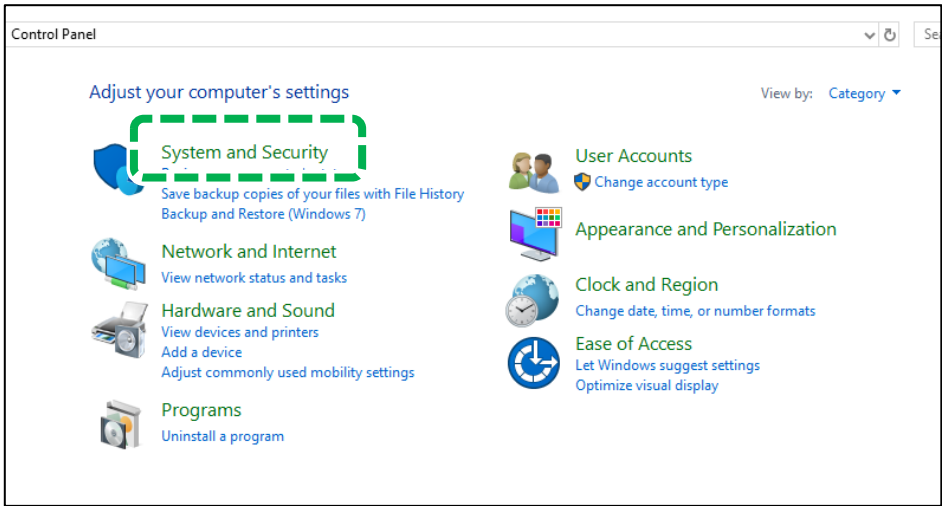 Control Panel
Sea
Adjust your computer's settings
View by: Category
System and Security
Save backup copies of your files with File History
Backup and Restore (Windows 7)
Network and Internet
View network status and tasks
Hardware and Sound
View devices and printers
Add a device
Adjust commonly used mobility settings
Programs
Uninstall a program
User Accounts
Change account type
Appearance and Personalization
Clock and Region
Change date, time, or number formats
Ease of Access
Let Windows suggest settings
Optimize visual display